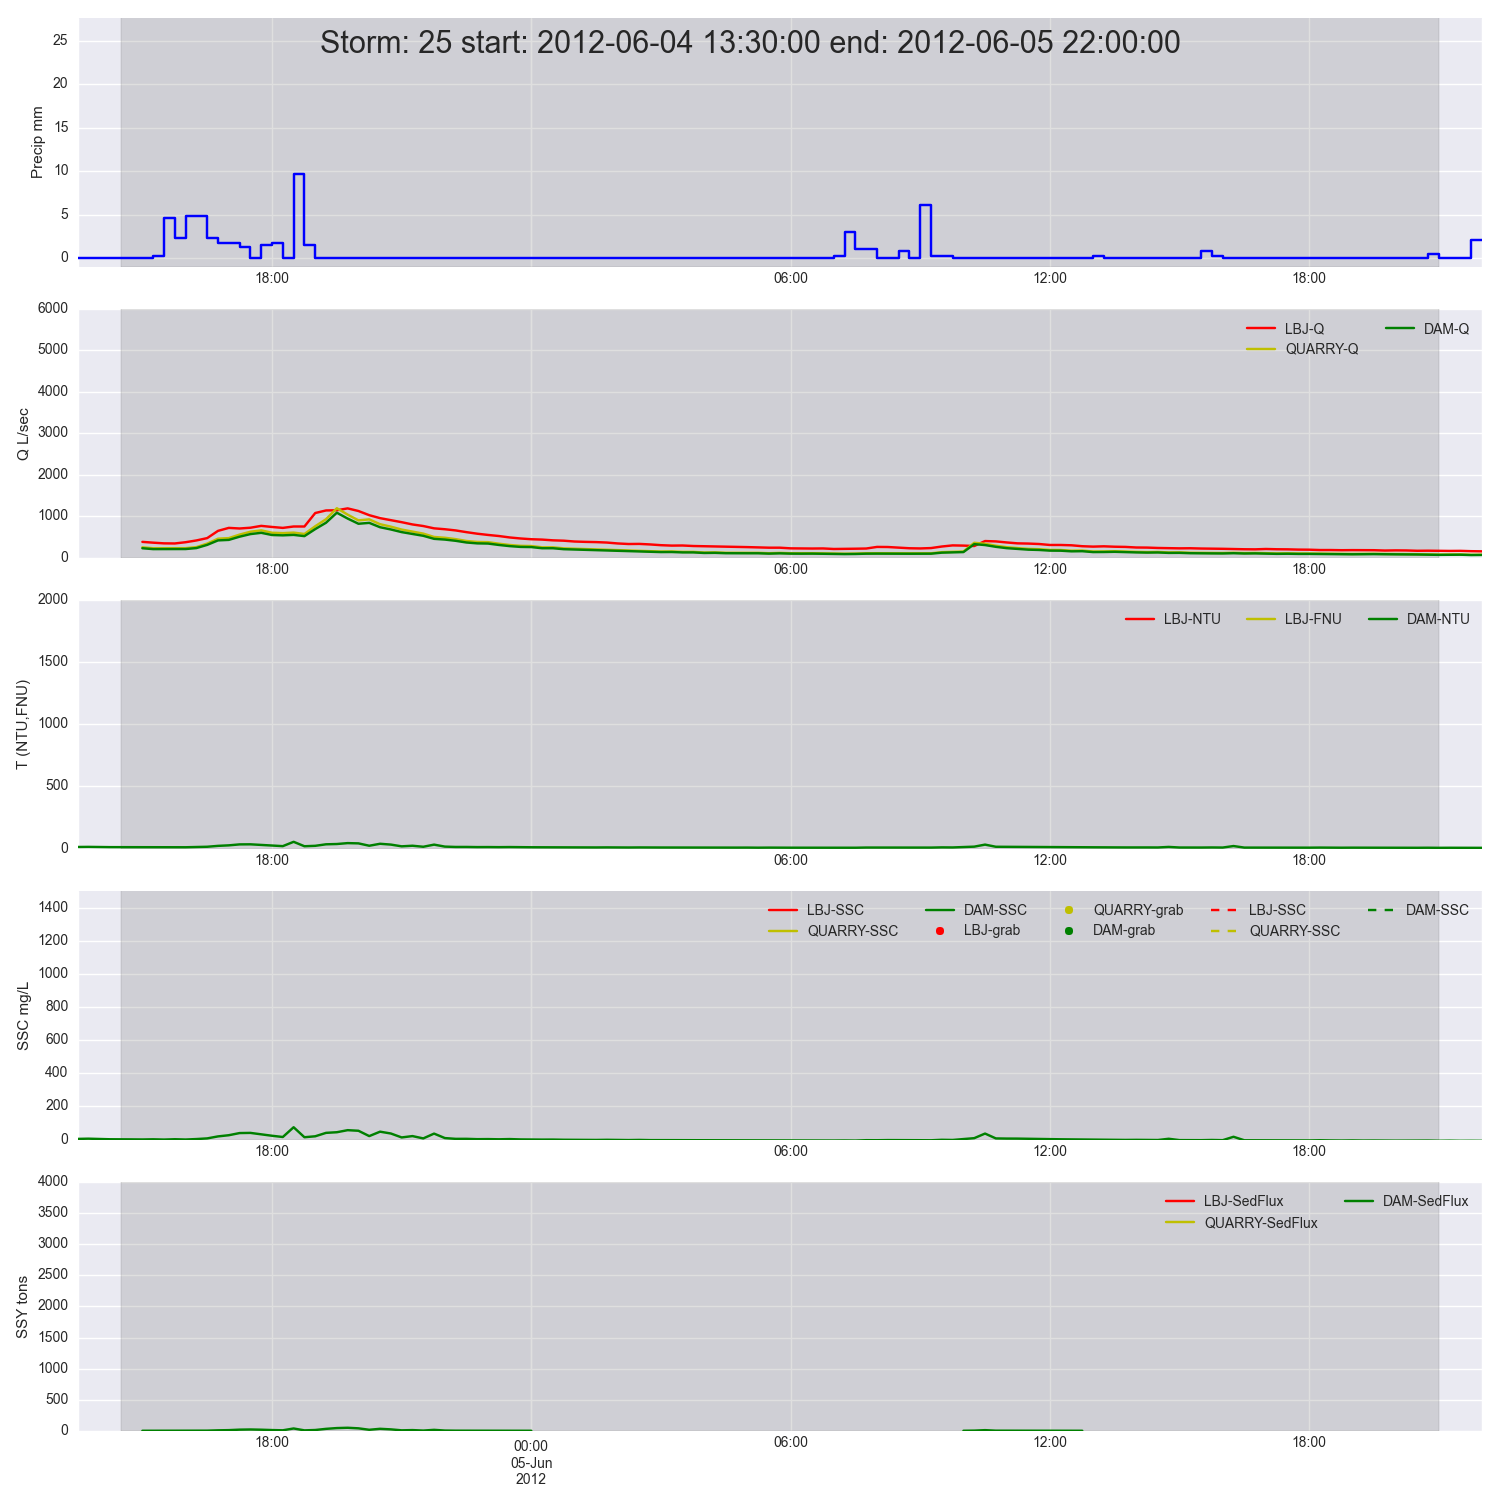 Storm: 25 start: 2012-06-04 13:30:00 end: 2012-06-05 22:00:00
Precip mm
25
20
15
10
5
0
18:00 06:00 12:00 18:00
Q L/sec
6000
5000
4000
3000
2000
1000
0
LBJ-Q DAM-Q
QUARRY-Q
18:00 06:00 12:00 18:00
T (NTU,FNU)
2000
1500
1000
500
0
LBJ-NTU LBJ-FNU DAM-NTU
18:00 06:00 12:00 18:00
SSC mg/L
1400
1200
1000
800
600
400
200
0
LBJ-SSC DAM-SSC QUARRY-grab LBJ-SSC DAM-SSC
QUARRY-SSC LBJ-grab DAM-grab QUARRY-SSC
18:00 06:00 12:00 18:00
SSY tons
4000
3500
3000
2500
2000
1500
1000
500
0
LBJ-SedFlux DAM-SedFlux
QUARRY-SedFlux
18:00 00:00 06:00 12:00 18:00
05-Jun
2012